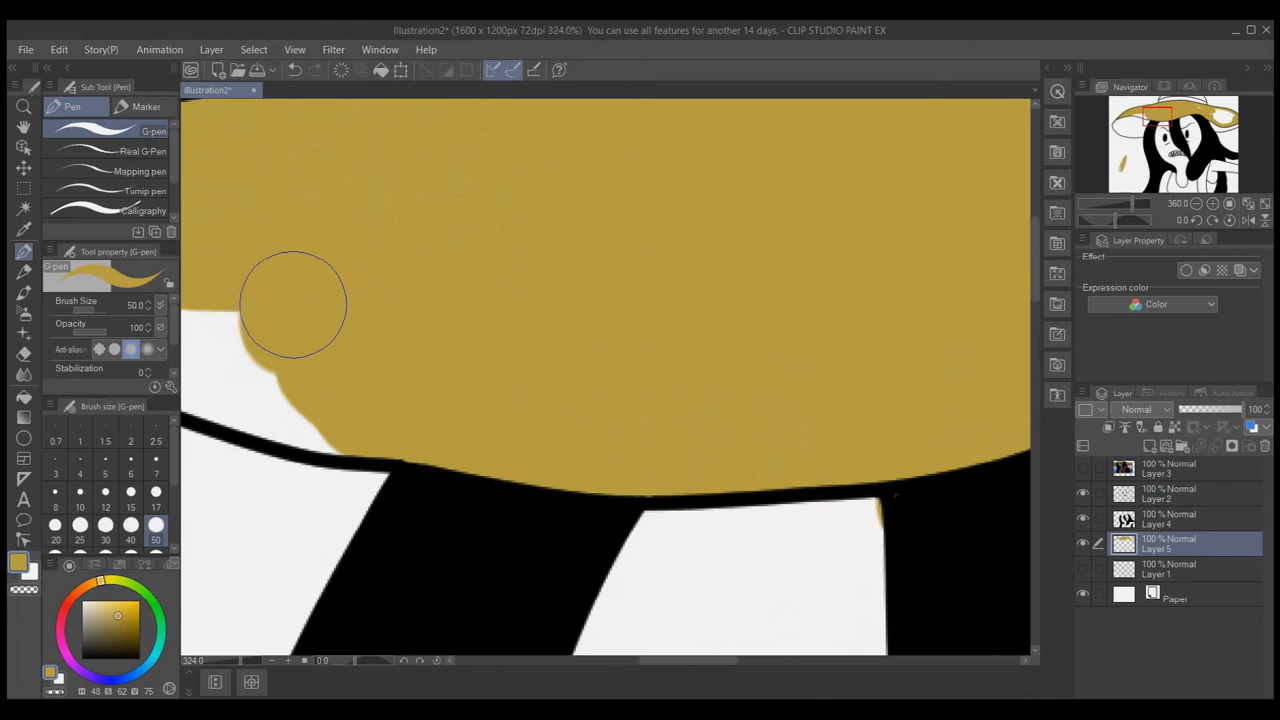 Illustration2* (1600 x 1200px 72dpi 324.0%) You can use all features for another 14 days. - CLIP STUDIO PAINT EX
File Edit Story(P) Animation Layer Select View Filter Window Help
Sub Tool [Pen]
Illustration2*
Navigator
Pen Marker
G-pen
Real G-Pen
Mapping pen
Turnip pen
Calligraphy
360.0
0.0
Tool property [G-pen]
Layer Property
G-pen
Effect
Brush Size 50.0
Expression color
Color
Opacity 100
Anti-aliasing
Stabilization 0
Layer History
Brush size [G-pen]
Normal 100
0.7 1 1.5 2 2.5
3 4 5 6 7
8 10 12 15 17
20 25 30 40 50
100 % Normal
Layer 3
100 % Normal
Layer 2
100 % Normal
Layer 4
100 % Normal
Layer 5
100 % Normal
Layer 1
Paper
324.0 0.0
H 48 S 62 V 75